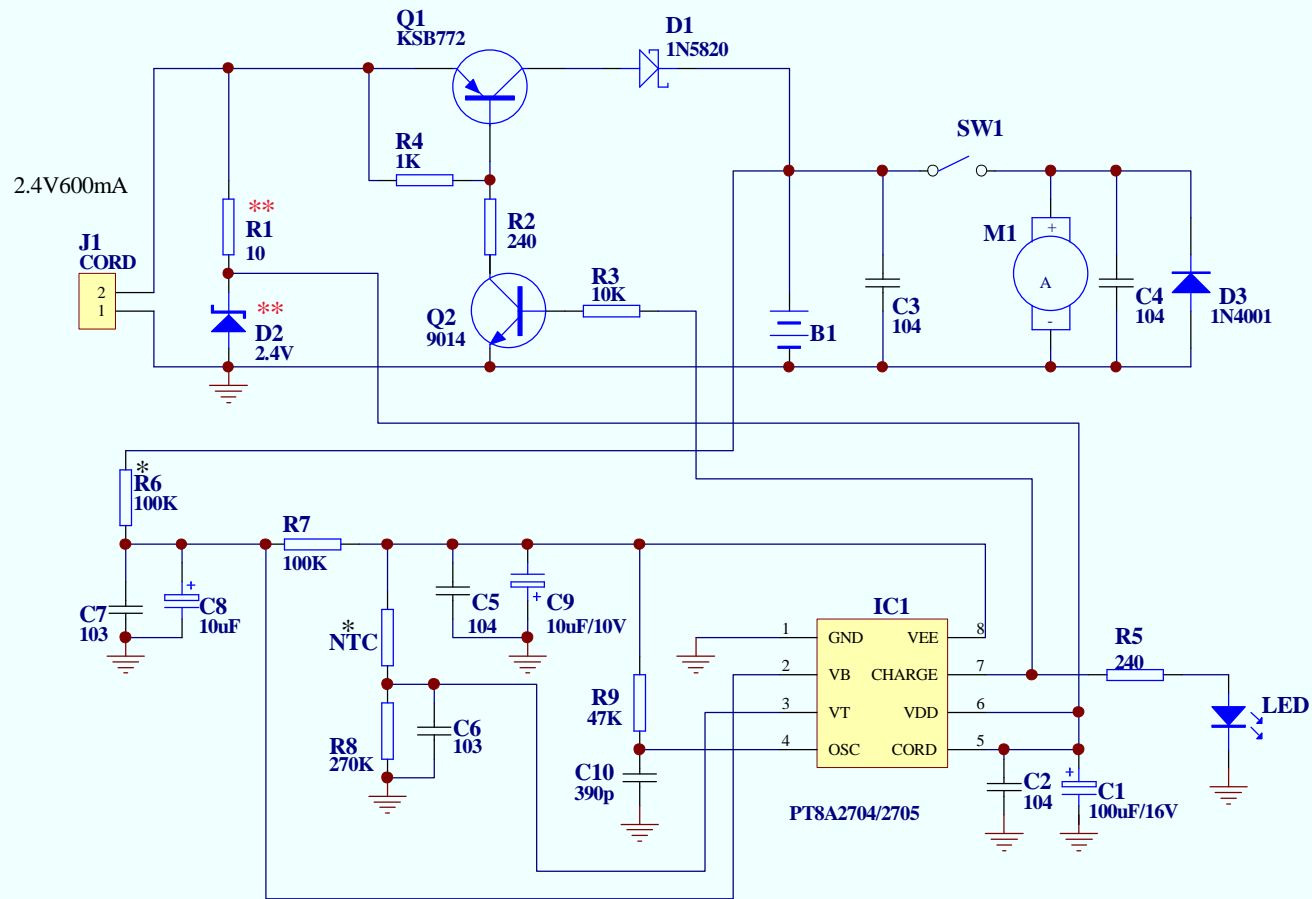 Q1
KSB772
D1
1N5820
SW1
R4
1K
2.4V600mA
**
R1
10
R2
240
M1
+
A
-
J1
CORD
2
1
R3
10K
C3
104
C4
104
D3
1N4001
**
D2
2.4V
Q2
9014
B1
*
R6
100K
R7
100K
C7
103
+
C8
10uF
*
NTC
C5
104
+
C9
10uF/10V
IC1
1
GND
VEE
8
2
VB
CHARGE
7
3
VT
VDD
6
4
OSC
CORD
5
R5
240
LED
R9
47K
R8
270K
C6
103
C10
390p
PT8A2704/2705
C2
104
+
C1
100uF/16V